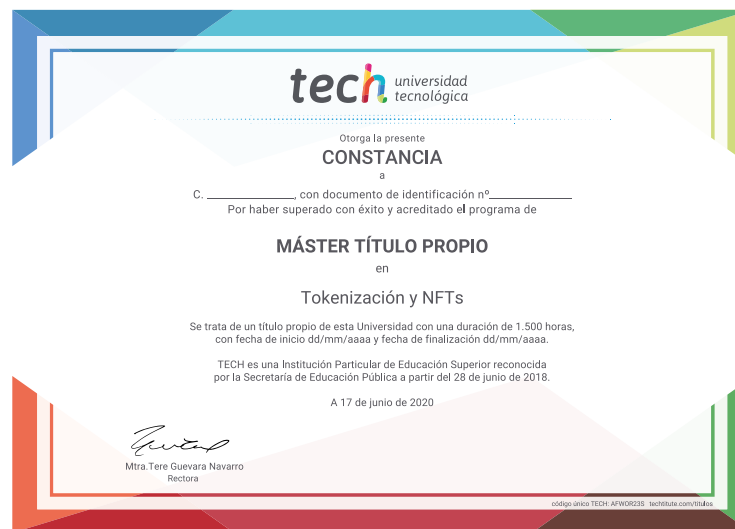 tech universidad
tecnológica
Otorga la presente
CONSTANCIA
a
C. ______________, con documento de identificación nº_____________
Por haber superado con éxito y acreditado el programa de
MÁSTER TÍTULO PROPIO
en
Tokenización y NFTs
Se trata de un título propio de esta Universidad con una duración de 1.500 horas,
con fecha de inicio dd/mm/aaaa y fecha de finalización dd/mm/aaaa.
TECH es una Institución Particular de Educación Superior reconocida
por la Secretaría de Educación Pública a partir del 28 de junio de 2018.
A 17 de junio de 2020
Mtra.Tere Guevara Navarro
Rectora
código único TECH: AFWOR23S techtitute.com/títulos